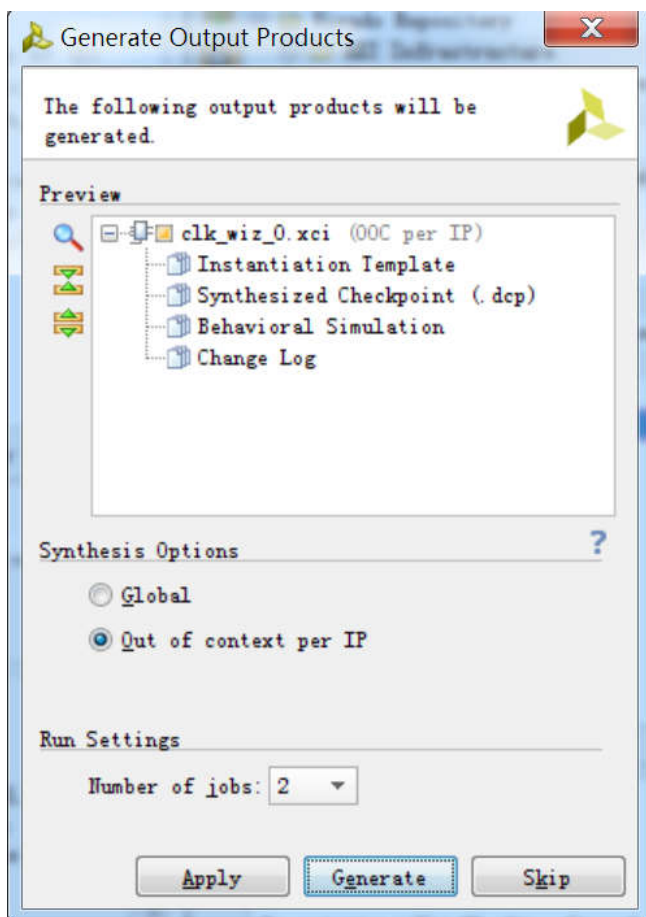 Generate Output Products
The following output products will be
generated.
Preview
clk_wiz_0.xci (OOC per IP)
Instantiation Template
Synthesized Checkpoint (.dcp)
Behavioral Simulation
Change Log
Synthesis Options
?
Global
Out of context per IP
Run Settings
Number of jobs: 2
Apply
Generate
Skip